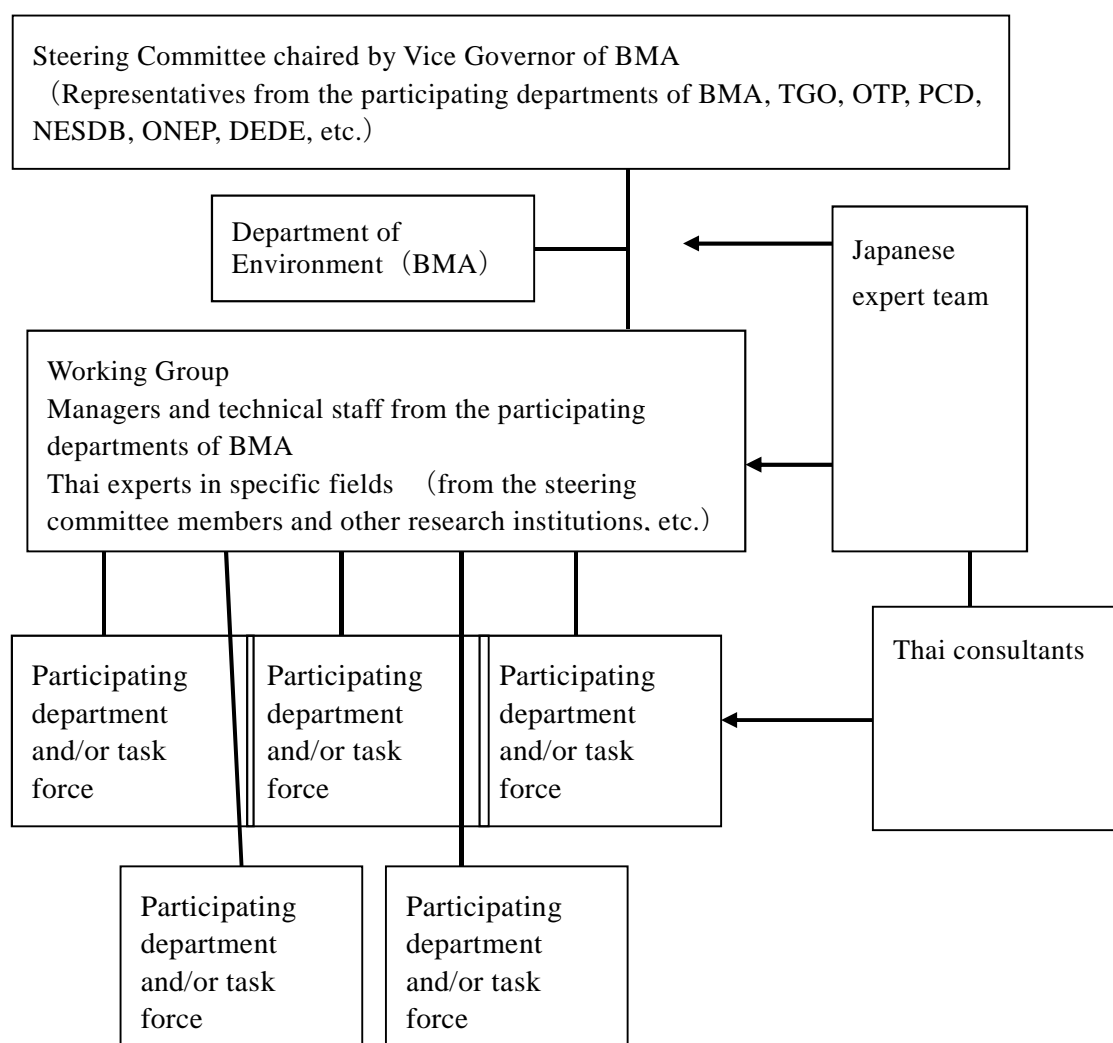 Steering Committee chaired by Vice Governor of BMA
（Representatives from the participating departments of BMA, TGO, OTP, PCD,
NESDB, ONEP, DEDE, etc.）
Department of
Environment（BMA）
Japanese
expert team
Working Group
Managers and technical staff from the participating
departments of BMA
Thai experts in specific fields （from the steering
committee members and other research institutions, etc.）
Thai consultants
Participating
department
and/or task
force
Participating
department
and/or task
force
Participating
department
and/or task
force
Participating
department
and/or task
force
Participating
department
and/or task
force